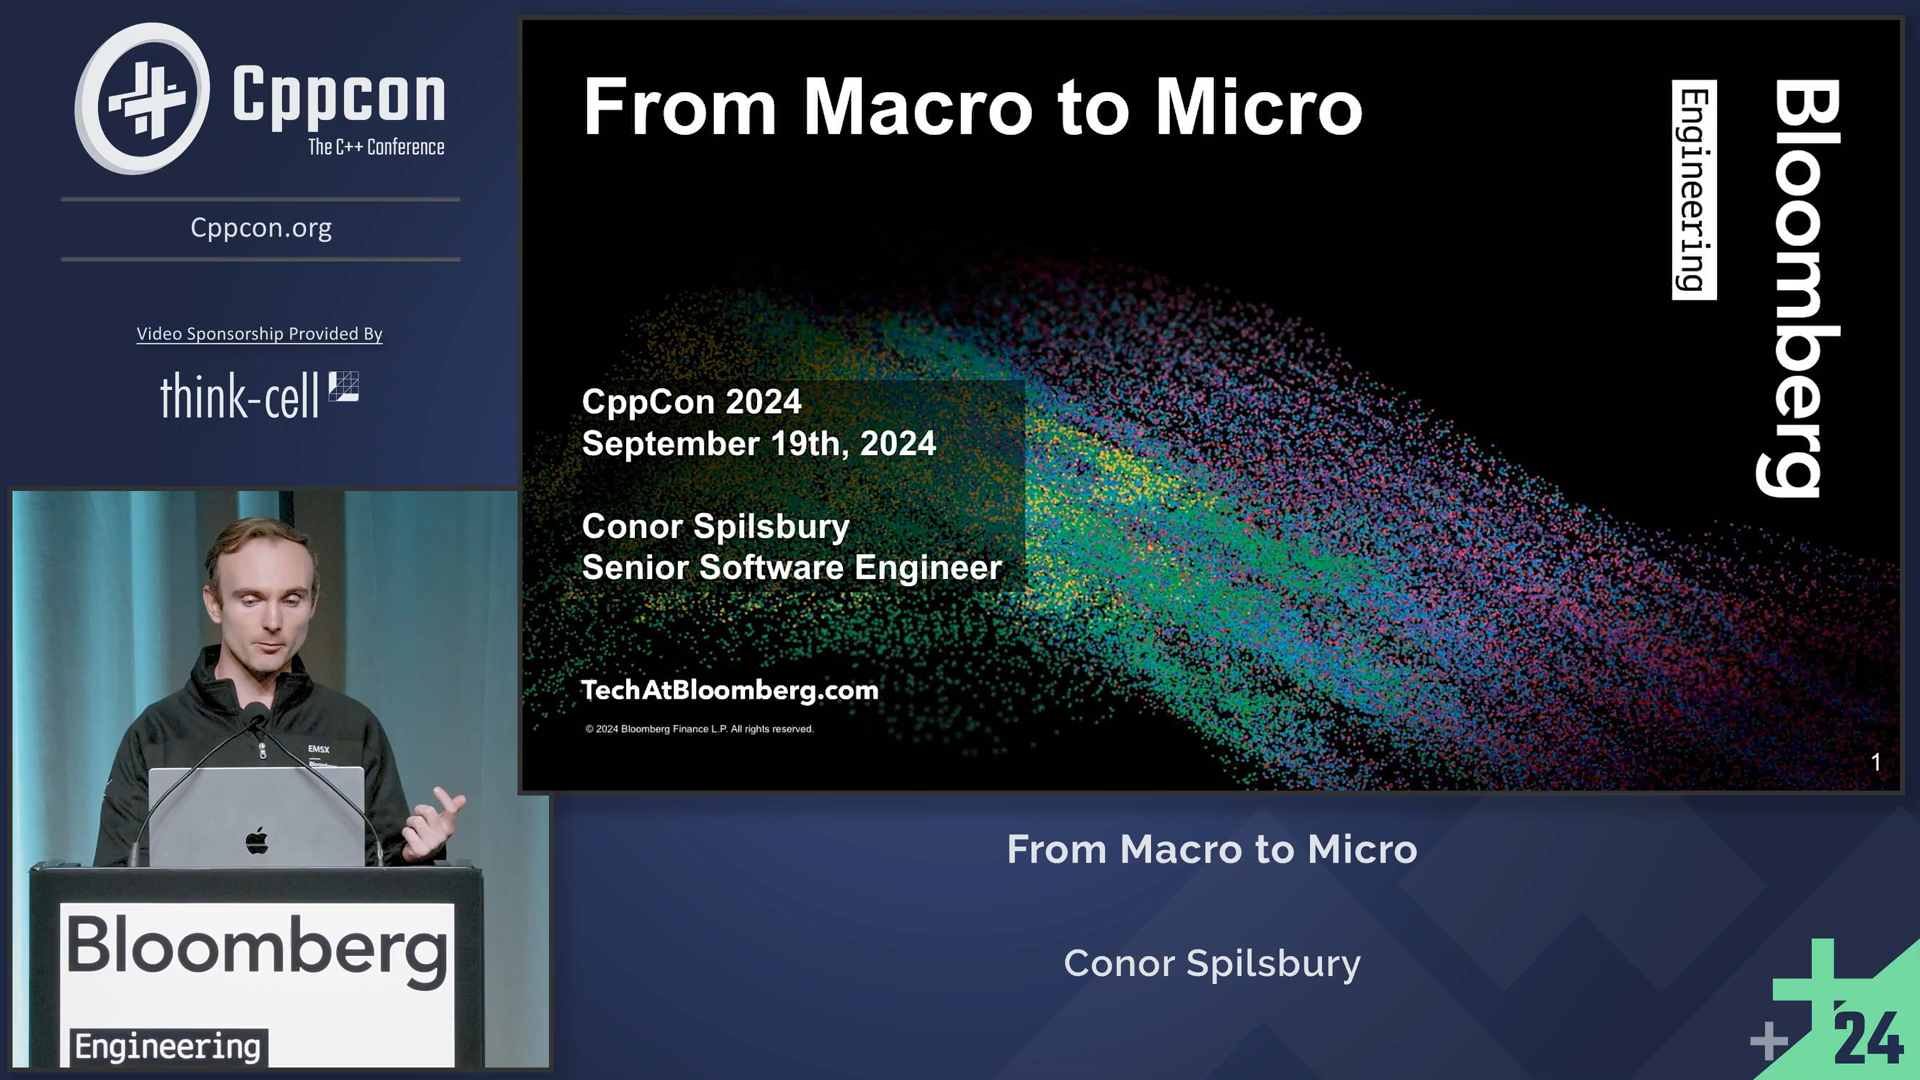 Cppcon
The C++ Conference
Cppcon.org
Video Sponsorship Provided By
think-cell
From Macro to Micro
Bloomberg
Engineering
CppCon 2024
September 19th, 2024
Conor Spilsbury
Senior Software Engineer
TechAtBloomberg.com
© 2024 Bloomberg Finance L.P. All rights reserved.
1
EMSX
Bloomberg
Engineering
From Macro to Micro
Conor Spilsbury
24